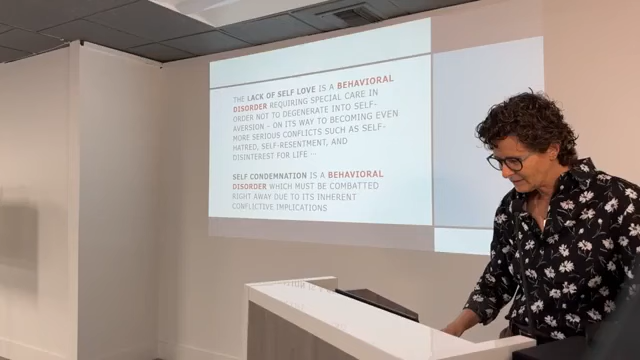 THE LACK OF SELF LOVE IS A BEHAVIORAL
DISORDER REQUIRING SPECIAL CARE IN
ORDER NOT TO DEGENERATE INTO SELF-
AVERSION – ON ITS WAY TO BECOMING EVEN
MORE SERIOUS CONFLICTS SUCH AS SELF-
HATRED, SELF-RESENTMENT, AND
DISINTEREST FOR LIFE --
SELF CONDEMNATION IS A BEHAVIORAL
DISORDER WHICH MUST BE COMBATTED
RIGHT AWAY DUE TO ITS INHERENT
CONFLICTIVE IMPLICATIONS